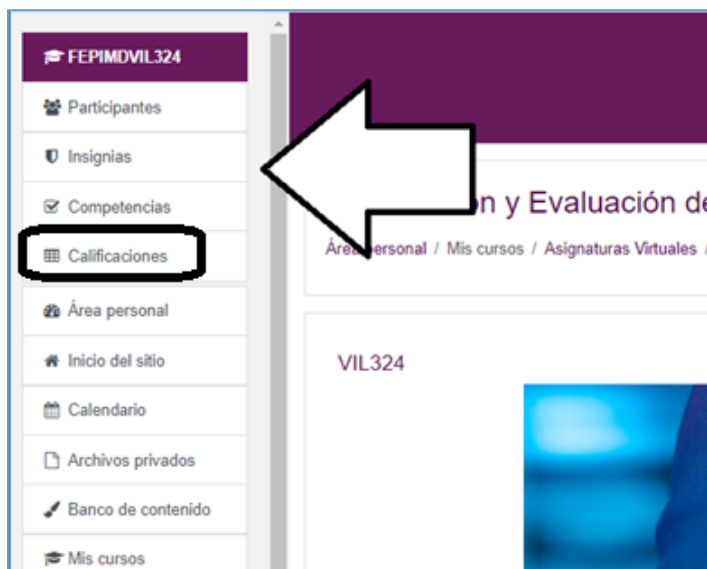 FEPIMDVIL324
Participantes
Insignias
Competencias
Calificaciones
Área personal
Inicio del sitio
Calendario
Archivos privados
Banco de contenido
Mis cursos
y Evaluación de
Área personal / Mis cursos / Asignaturas Virtuales /
VIL324